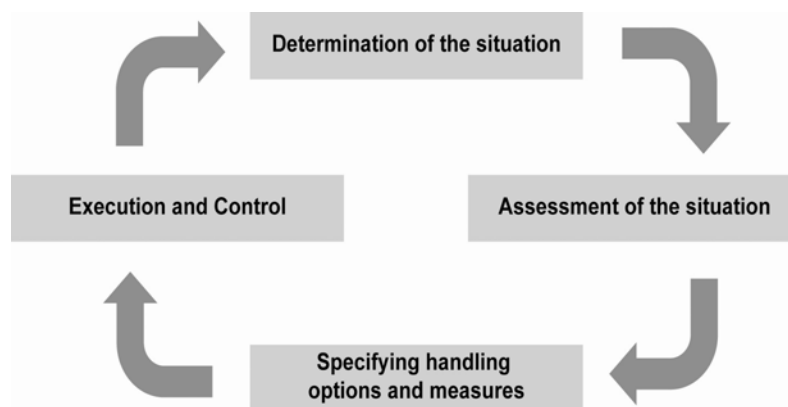 Determination of the situation
Execution and Control
Assessment of the situation
Specifying handling
options and measures